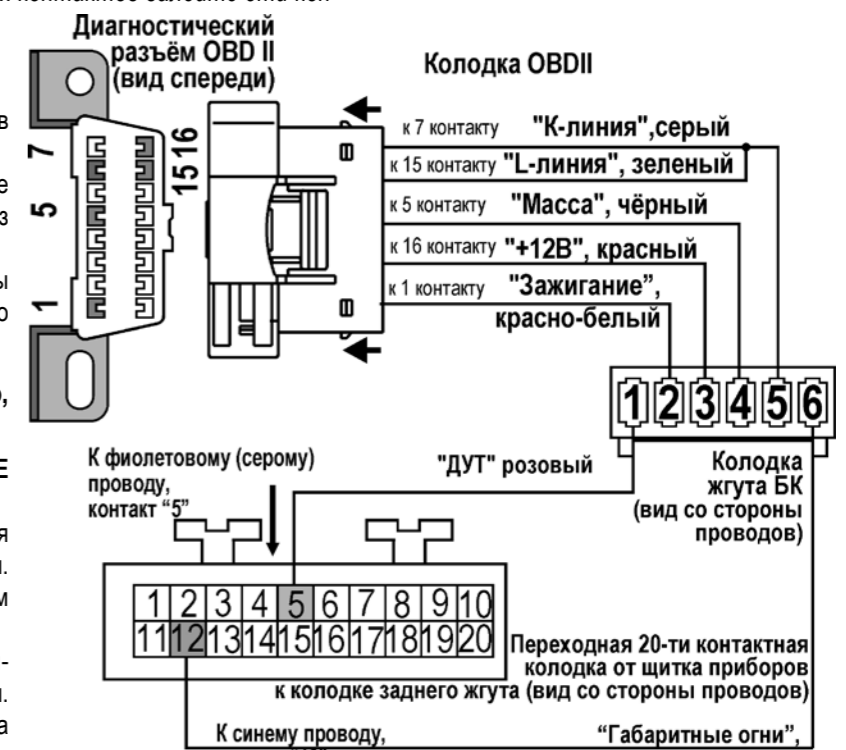 Диагностический
разъём OBD II
(вид спереди)
Колодка OBDII
7
5
1
16
15
к 7 контакту "К-линия",серый
к 15 контакту "L-линия", зеленый
к 5 контакту "Масса", чёрный
к 16 контакту "+12В", красный
к 1 контакту "Зажигание”,
красно-белый
1 2 3 4 5 6
К фиолетовому (серому)
проводу,
контакт “5”
"ДУТ" розовый
Колодка
жгута БК
(вид со стороны
проводов)
1 2 3 4 5 6 7 8 9 10
11 12 13 14 15 16 17 18 19 20
Переходная 20-ти контактная
колодка от щитка приборов
к колодке заднего жгута (вид со стороны проводов)
К синему проводу,
“Габаритные огни”,